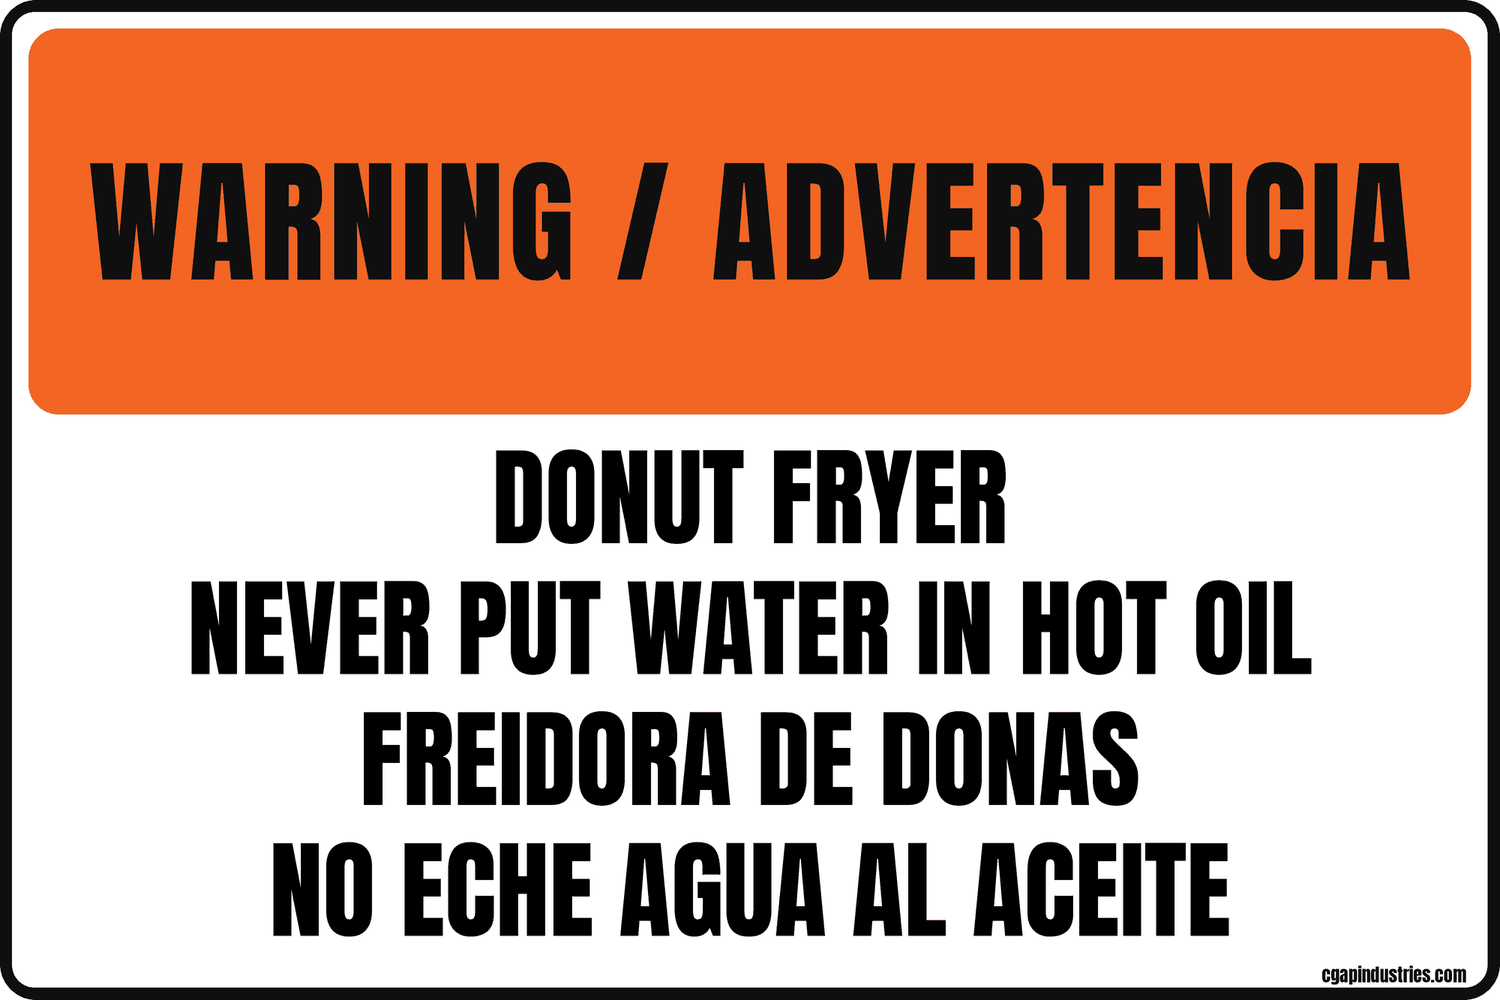 WARNING / ADVERTENCIA
DONUT FRYER
NEVER PUT WATER IN HOT OIL
FREIDORA DE DONAS
NO ECHE AGUA AL ACEITE
cgapindustries.com